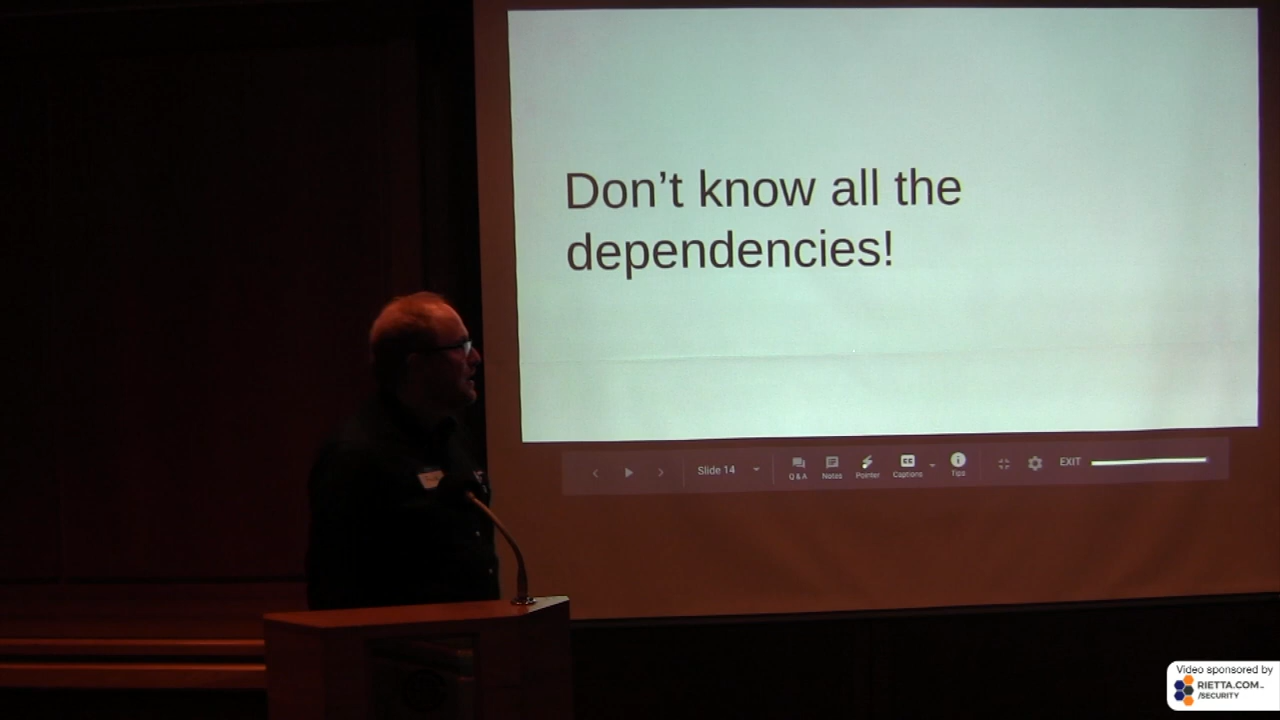 Don't know all the
dependencies!
Slide 14
Q & A
Notes
Pointer
Captions
Tips
EXIT
Video sponsored by
RIETTA.COM
/SECURITY